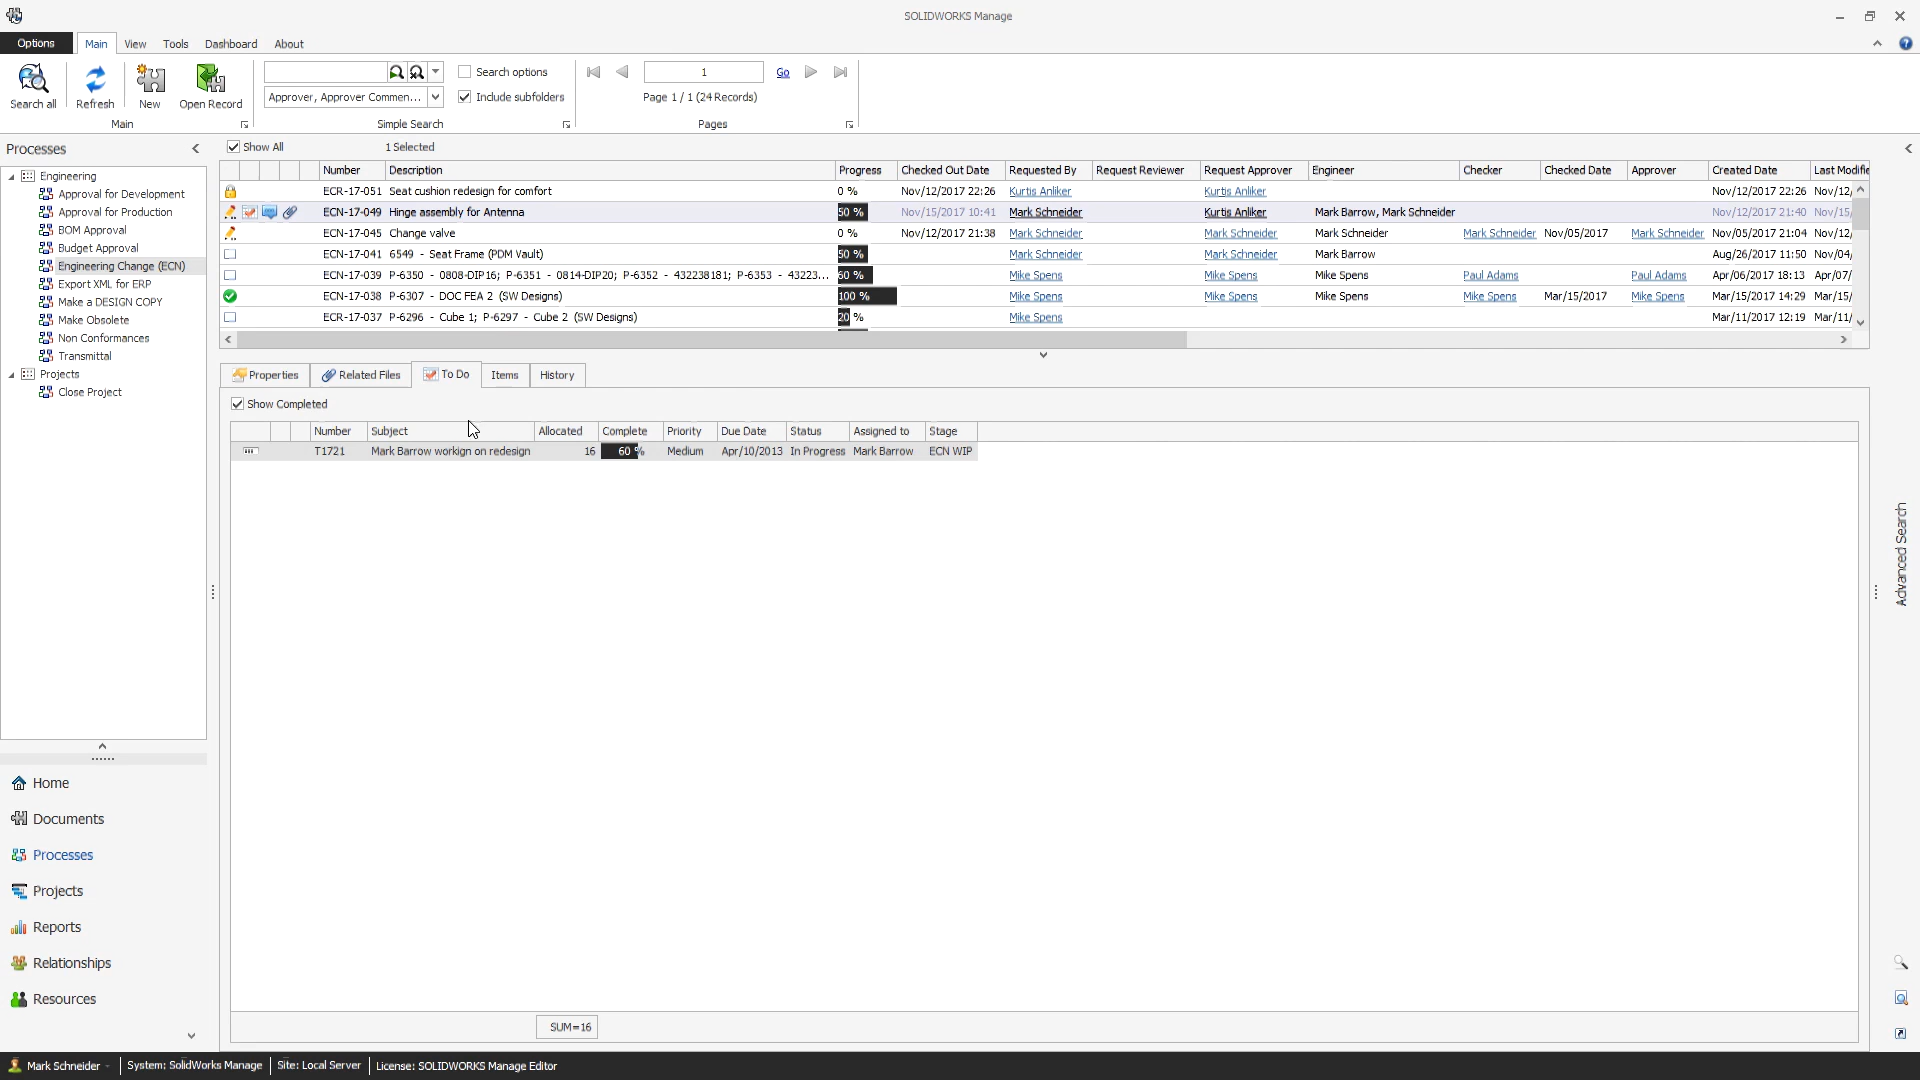 SOLIDWORKS Manage
Options Main View Tools Dashboard About
Search all Refresh New Open Record
Approver, Approver Commen...
Search options
Include subfolders
1 Go
Page 1 / 1 (24 Records)
Main Simple Search Pages
Processes
Engineering
Approval for Development
Approval for Production
BOM Approval
Budget Approval
Engineering Change (ECN)
Export XML for ERP
Make a DESIGN COPY
Make Obsolete
Non Conformances
Transmittal
Projects
Close Project
Home
Documents
Processes
Projects
Reports
Relationships
Resources
Show All 1 Selected
Number Description Progress Checked Out Date Requested By Request Reviewer Request Approver Engineer Checker Checked Date Approver Created Date Last Modifie
ECR-17-051 Seat cushion redesign for comfort 0 % Nov/12/2017 22:26 Kurtis Anliker Kurtis Anliker Nov/12/2017 22:26 Nov/12/
ECN-17-049 Hinge assembly for Antenna 50 % Nov/15/2017 10:41 Mark Schneider Kurtis Anliker Mark Barrow, Mark Schneider Nov/12/2017 21:40 Nov/15/
ECN-17-045 Change valve 0 % Nov/12/2017 21:38 Mark Schneider Mark Schneider Mark Schneider Mark Schneider Nov/05/2017 Mark Schneider Nov/05/2017 21:04 Nov/12/
ECN-17-041 6549 - Seat Frame (PDM Vault) 50 % Mark Schneider Mark Schneider Mark Barrow Aug/26/2017 11:50 Nov/04/
ECN-17-039 P-6350 - 0808-DIP16; P-6351 - 0814-DIP20; P-6352 - 432238181; P-6353 - 43223... 60 % Mike Spens Mike Spens Mike Spens Paul Adams Paul Adams Apr/06/2017 18:13 Apr/07/
ECN-17-038 P-6307 - DOC FEA 2 (SW Designs) 100 % Mike Spens Mike Spens Mike Spens Mike Spens Mar/15/2017 Mike Spens Mar/15/2017 14:29 Mar/15/
ECR-17-037 P-6296 - Cube 1; P-6297 - Cube 2 (SW Designs) 20 % Mike Spens Mar/11/2017 12:19 Mar/11/
Properties Related Files To Do Items History
Show Completed
Number Subject Allocated Complete Priority Due Date Status Assigned to Stage
T1721 Mark Barrow workign on redesign 16 60 % Medium Apr/10/2013 In Progress Mark Barrow ECN WIP
SUM=16
Advanced Search
Mark Schneider System: SolidWorks Manage Site: Local Server License: SOLIDWORKS Manage Editor